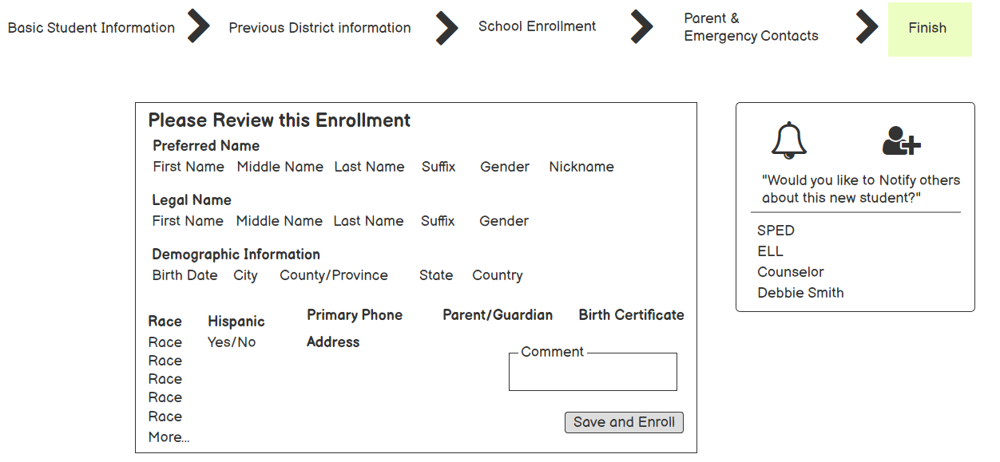 Basic Student Information
Previous District information
School Enrollment
Parent &
Emergency Contacts
Finish
Please Review this Enrollment
Preferred Name
First Name Middle Name Last Name Suffix Gender Nickname
Legal Name
First Name Middle Name Last Name Suffix Gender
Demographic Information
Birth Date City County/Province State Country
Race Hispanic Primary Phone Parent/Guardian Birth Certificate
Race Yes/No Address
Race
Race
Race
Race
More...
Comment
Save and Enroll
"Would you like to Notify others
about this new student?"
SPED
ELL
Counselor
Debbie Smith